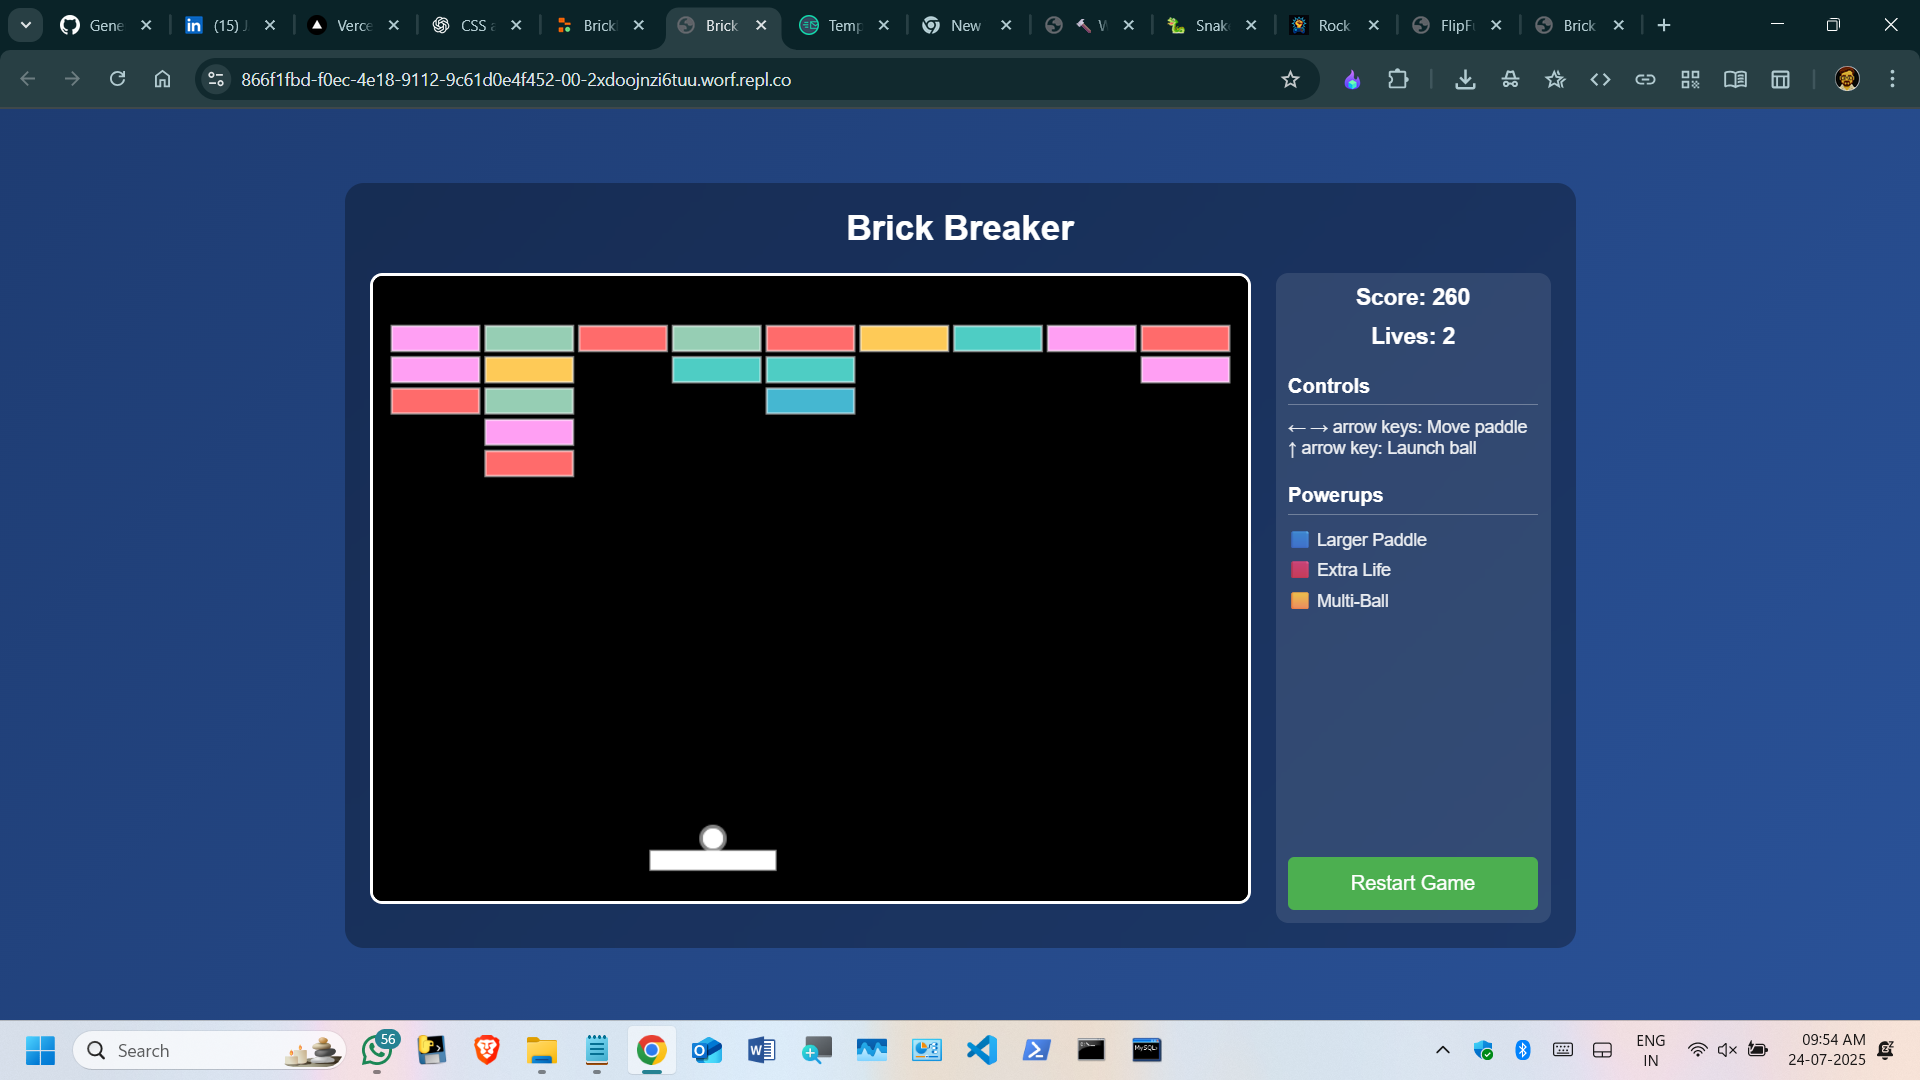 Gene
(15) J
Verce
CSS a
Brick
Brick
Temp
New
W
Snak
Rock
FlipF
Brick
866f1fbd-f0ec-4e18-9112-9c61d0e4f452-00-2xdoojnzi6tuu.worf.repl.co
Brick Breaker
Score: 260
Lives: 2
Controls
←→ arrow keys: Move paddle
↑ arrow key: Launch ball
Powerups
Larger Paddle
Extra Life
Multi-Ball
Restart Game
Search
56
ENG
IN
09:54 AM
24-07-2025